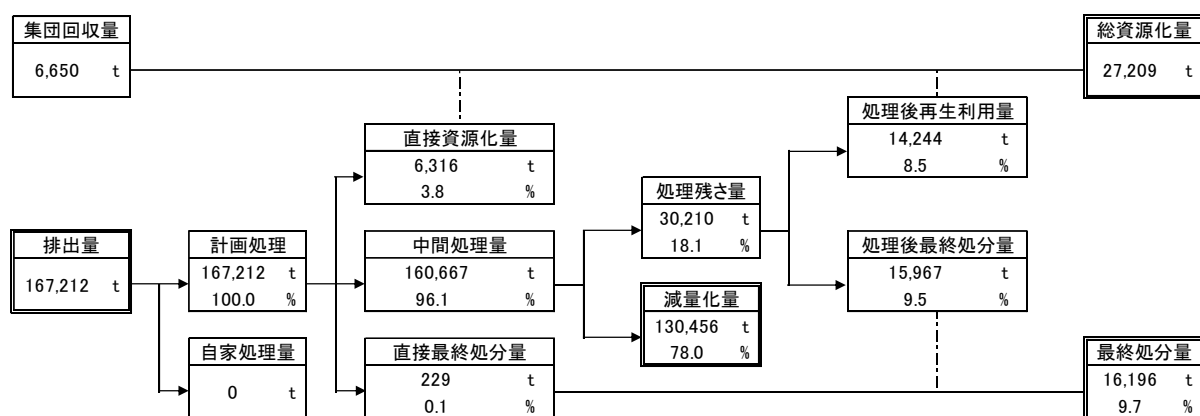 集団回収量
6,650 t
総資源化量
27,209 t
直接資源化量
6,316 t
3.8 %
処理後再生利用量
14,244 t
8.5 %
処理残さ量
30,210 t
18.1 %
排出量
167,212 t
計画処理
167,212 t
100.0 %
中間処理量
160,667 t
96.1 %
処理後最終処分量
15,967 t
9.5 %
減量化量
130,456 t
78.0 %
自家処理量
0 t
直接最終処分量
229 t
0.1 %
最終処分量
16,196 t
9.7 %